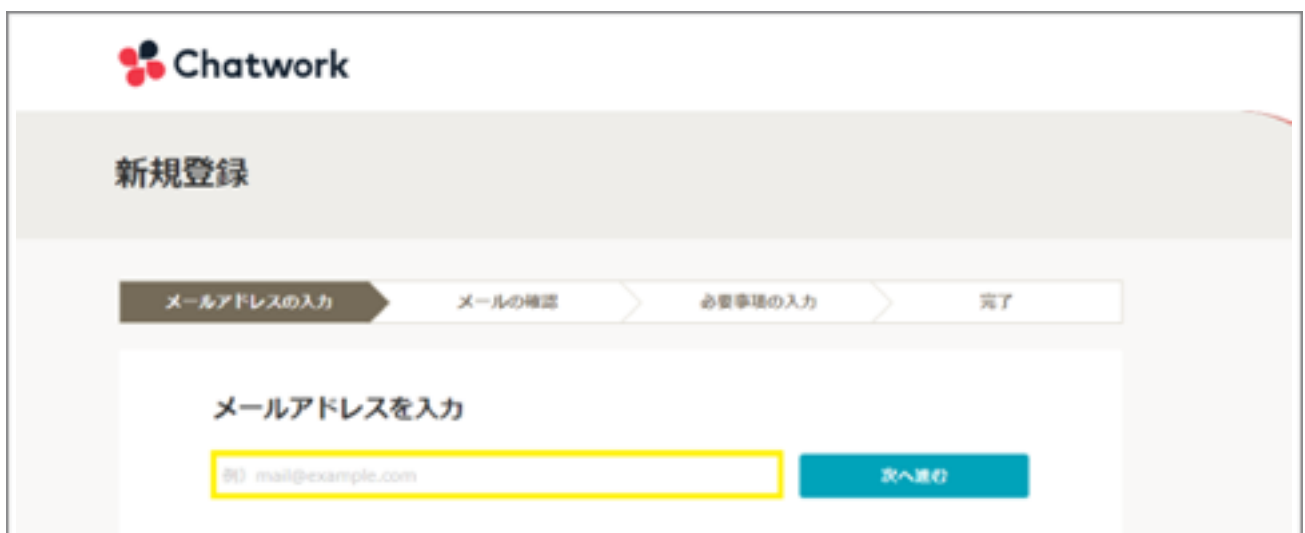 Chatwork
新規登録
メールアドレスの入力 メールの確認 必要事項の入力 完了
メールアドレスを入力
例）mail@example.com 次へ進む